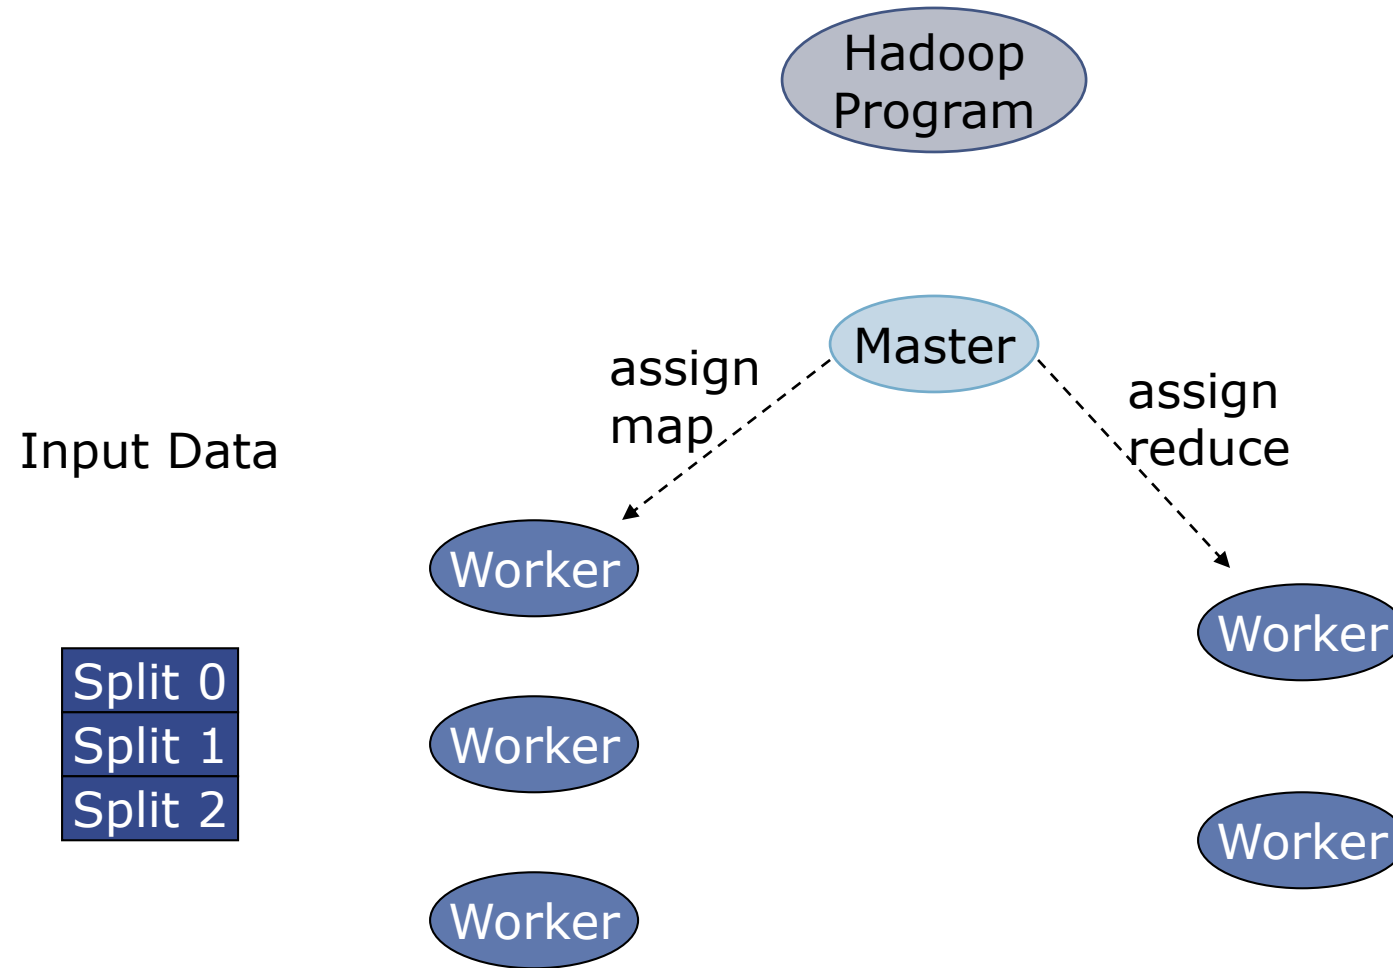 Hadoop
Program
Master
assign
map
assign
reduce
Input Data
Worker
Worker
Split 0
Split 1
Worker
Split 2
Worker
Worker